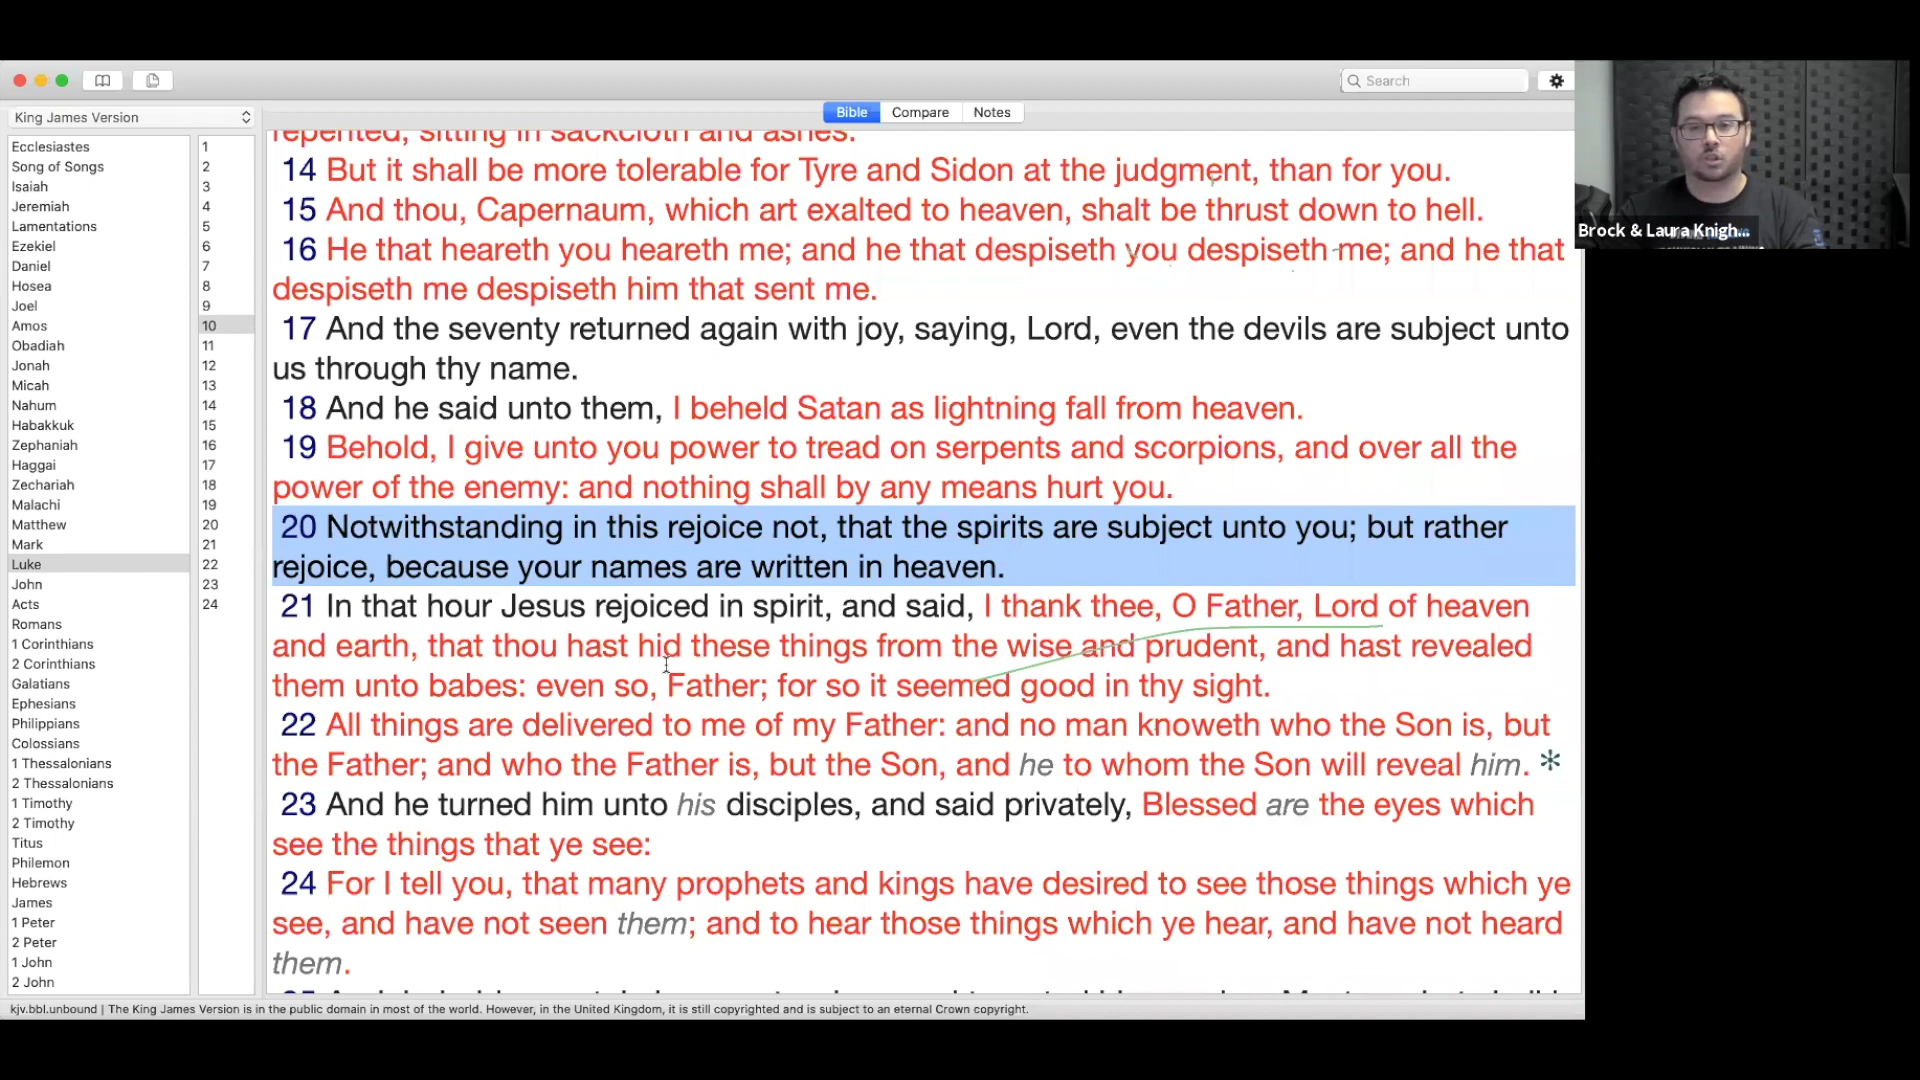 Search
King James Version
Bible
Compare
Notes
Ecclesiastes
Song of Songs
Isaiah
Jeremiah
Lamentations
Ezekiel
Daniel
Hosea
Joel
Amos
Obadiah
Jonah
Micah
Nahum
Habakkuk
Zephaniah
Haggai
Zechariah
Malachi
Matthew
Mark
Luke
John
Acts
Romans
1 Corinthians
2 Corinthians
Galatians
Ephesians
Philippians
Colossians
1 Thessalonians
2 Thessalonians
1 Timothy
2 Timothy
Titus
Philemon
Hebrews
James
1 Peter
2 Peter
1 John
2 John
1
2
3
4
5
6
7
8
9
10
11
12
13
14
15
16
17
18
19
20
21
22
23
24
repented, sitting in sackcloth and ashes.
14 But it shall be more tolerable for Tyre and Sidon at the judgment, than for you.
15 And thou, Capernaum, which art exalted to heaven, shalt be thrust down to hell.
16 He that heareth you heareth me; and he that despiseth you despiseth me; and he that
despiseth me despiseth him that sent me.
17 And the seventy returned again with joy, saying, Lord, even the devils are subject unto
us through thy name.
18 And he said unto them, I beheld Satan as lightning fall from heaven.
19 Behold, I give unto you power to tread on serpents and scorpions, and over all the
power of the enemy: and nothing shall by any means hurt you.
20 Notwithstanding in this rejoice not, that the spirits are subject unto you; but rather
rejoice, because your names are written in heaven.
21 In that hour Jesus rejoiced in spirit, and said, I thank thee, O Father, Lord of heaven
and earth, that thou hast hid these things from the wise and prudent, and hast revealed
them unto babes: even so, Father; for so it seemed good in thy sight.
22 All things are delivered to me of my Father: and no man knoweth who the Son is, but
the Father; and who the Father is, but the Son, and he to whom the Son will reveal him. *
23 And he turned him unto his disciples, and said privately, Blessed are the eyes which
see the things that ye see:
24 For I tell you, that many prophets and kings have desired to see those things which ye
see, and have not seen them; and to hear those things which ye hear, and have not heard
them.
kjv.bbl.unbound | The King James Version is in the public domain in most of the world. However, in the United Kingdom, it is still copyrighted and is subject to an eternal Crown copyright.
Brock & Laura Knigh...